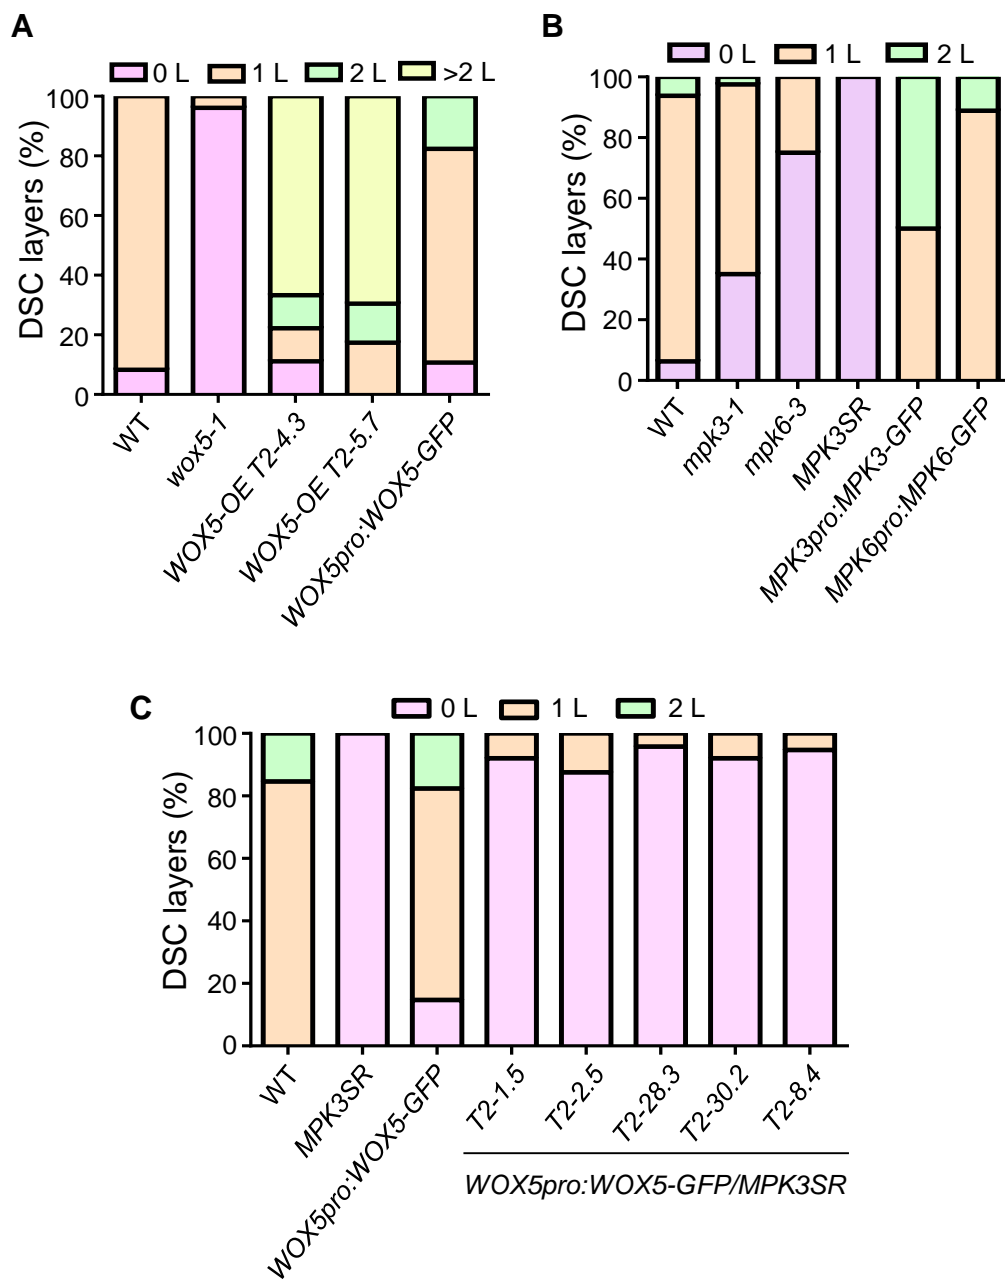 A
0 L 1 L 2 L >2 L
DSC layers (%)
100
80
60
40
20
0
WT
wox5-1
WOX5-OE T2-4.3
WOX5-OE T2-5.7
WOX5pro:WOX5-GFP
B
0 L 1 L 2 L
DSC layers (%)
100
80
60
40
20
0
WT
mpk3-1
mpk6-3
MPK3SR
MPK3pro:MPK3-GFP
MPK6pro:MPK6-GFP
C
0 L 1 L 2 L
DSC layers (%)
100
80
60
40
20
0
WT
MPK3SR
WOX5pro:WOX5-GFP
T2-1.5
T2-2.5
T2-28.3
T2-30.2
T2-8.4
WOX5pro:WOX5-GFP/MPK3SR